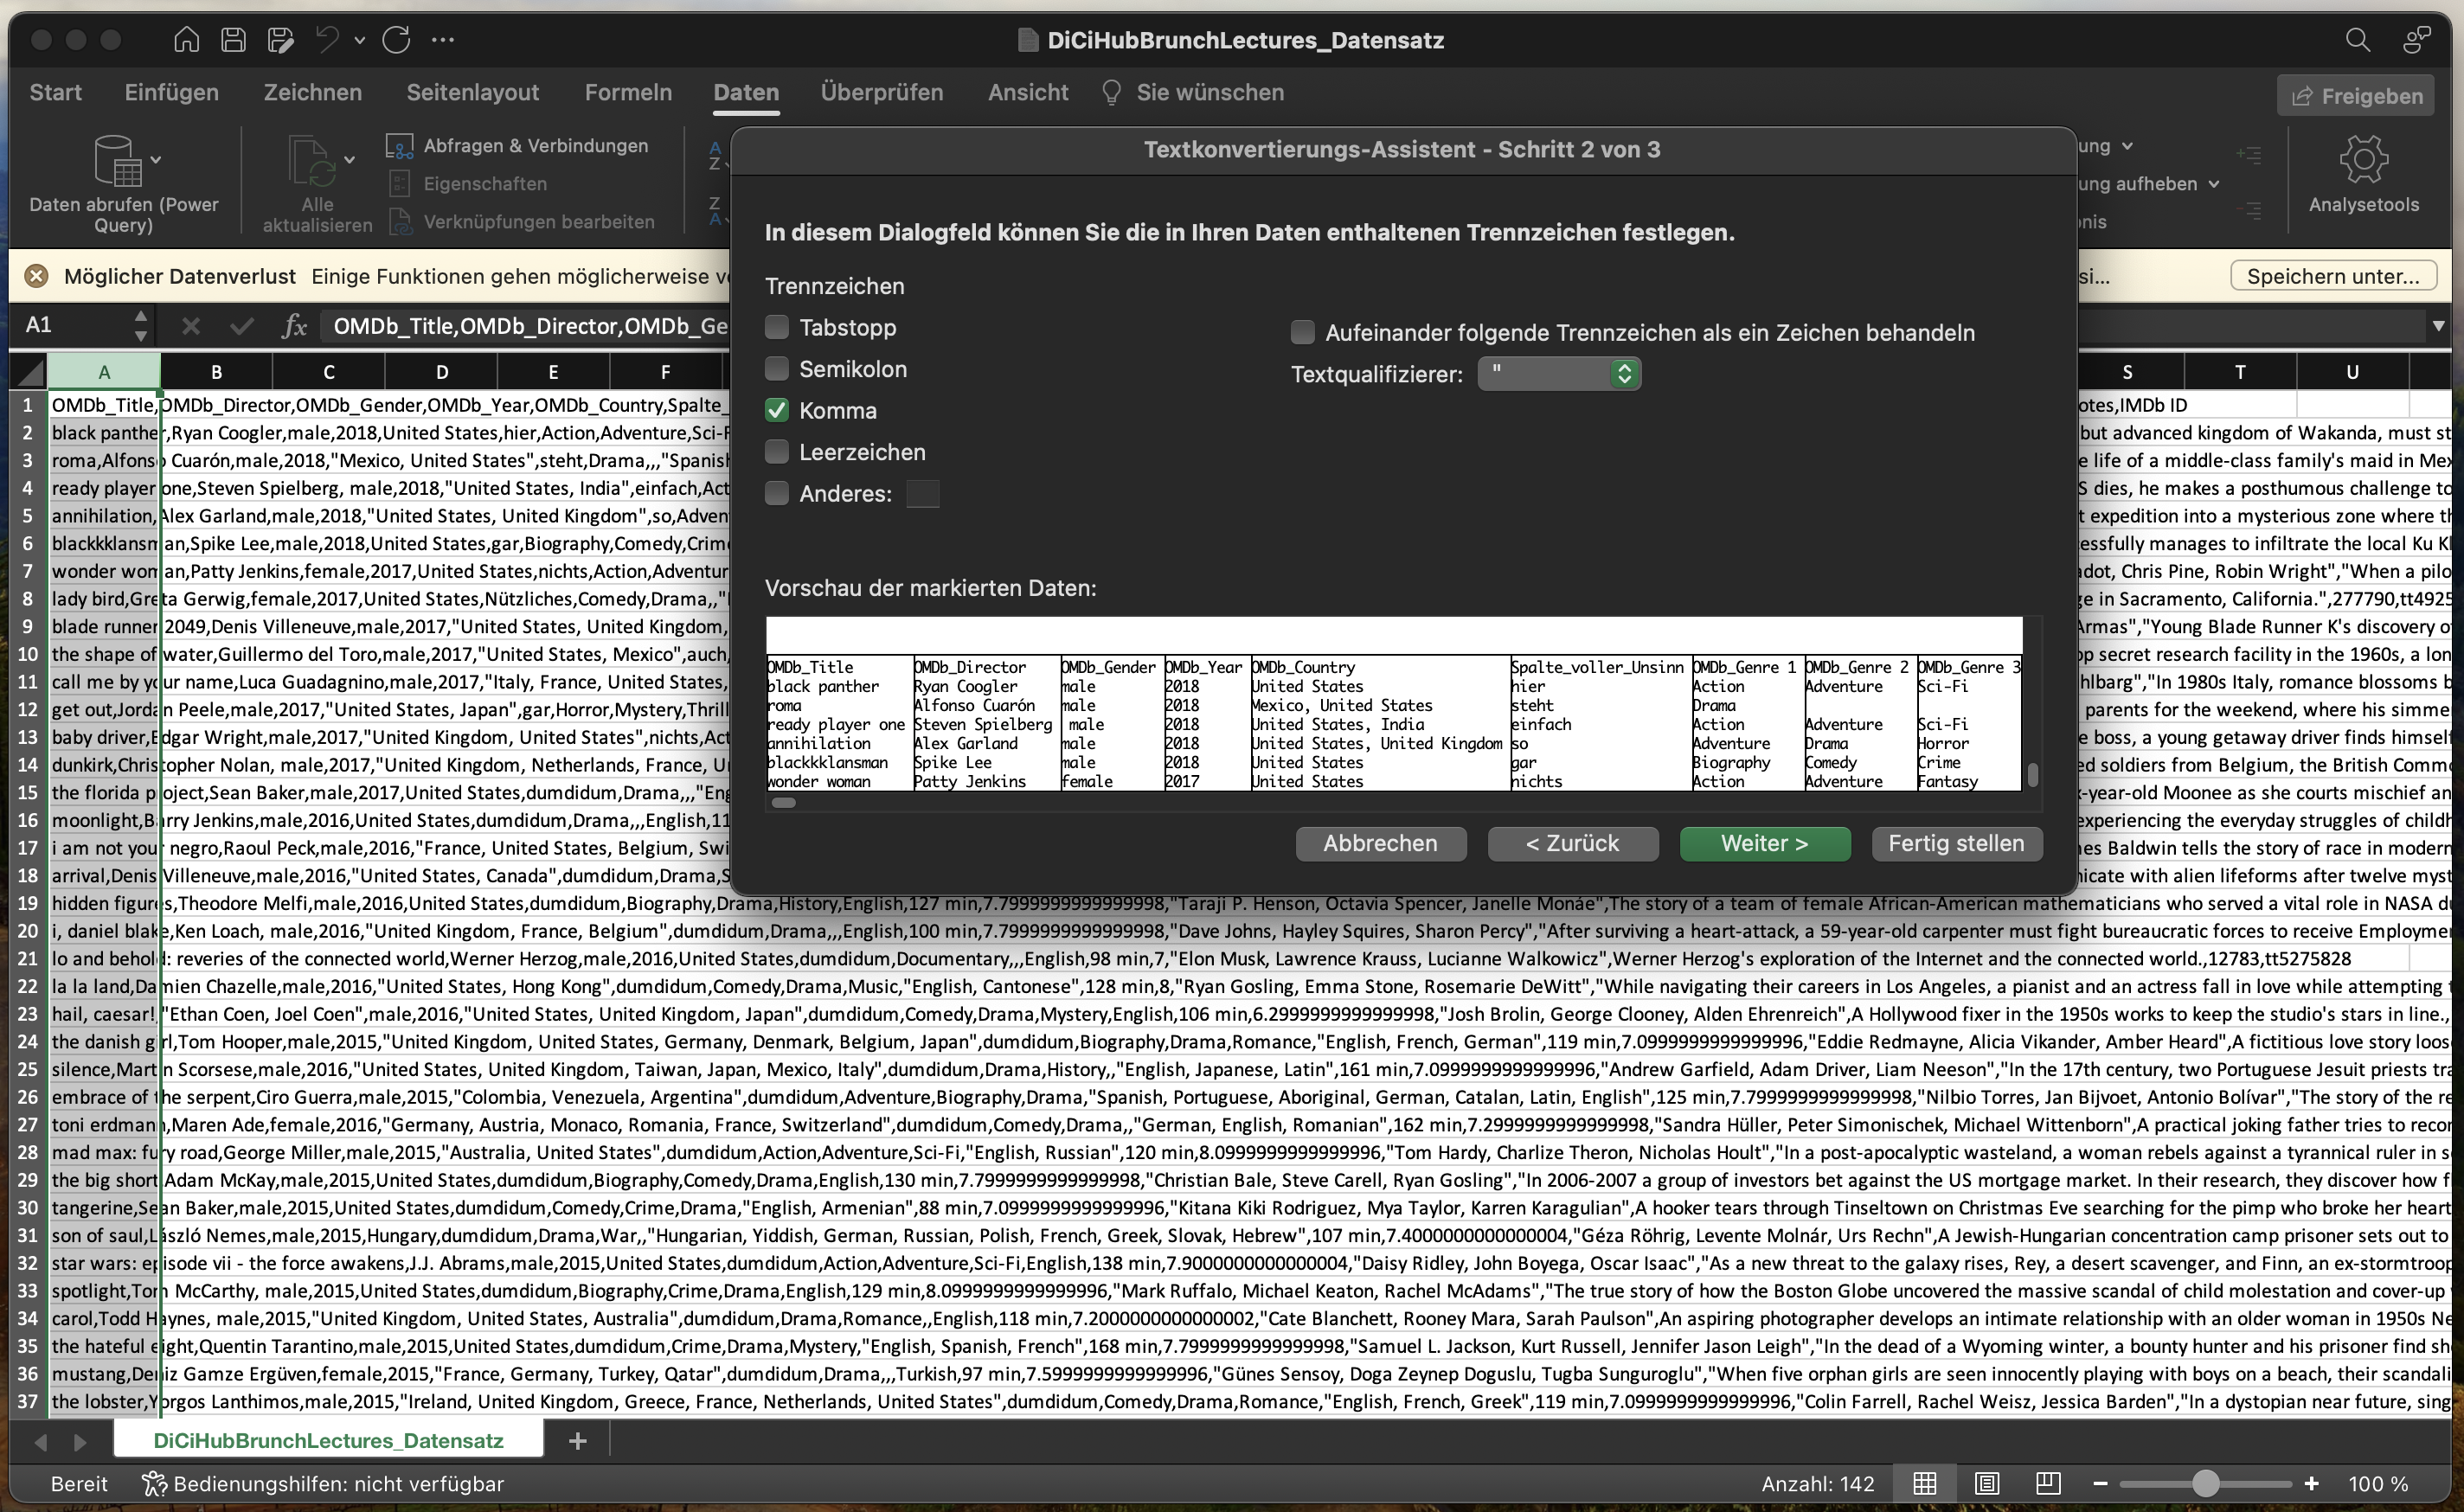 DiCiHubBrunchLectures_Datensatz
Start Einfügen Zeichnen Seitenlayout Formeln Daten Überprüfen Ansicht Sie wünschen Freigeben
Daten abrufen (Power Query)
Alle aktualisieren
Abfragen & Verbindungen
Eigenschaften
Verknüpfungen bearbeiten
ung
ung aufheben
nis
Analysetools
Möglicher Datenverlust Einige Funktionen gehen möglicherweise v
si... Speichern unter...
A1 fx OMDb_Title,OMDb_Director,OMDb_Ge
Textkonvertierungs-Assistent - Schritt 2 von 3
In diesem Dialogfeld können Sie die in Ihren Daten enthaltenen Trennzeichen festlegen.
Trennzeichen
Tabstopp
Semikolon
Komma
Leerzeichen
Anderes:
Aufeinander folgende Trennzeichen als ein Zeichen behandeln
Textqualifizierer: "
Vorschau der markierten Daten:
OMDb_Title OMDb_Director OMDb_Gender OMDb_Year OMDb_Country Spalte_voller_Unsinn OMDb_Genre 1 OMDb_Genre 2 OMDb_Genre 3
black panther Ryan Coogler male 2018 United States hier Action Adventure Sci-Fi
roma Alfonso Cuarón male 2018 Mexico, United States steht Drama
ready player one Steven Spielberg male 2018 United States, India einfach Action Adventure Sci-Fi
annihilation Alex Garland male 2018 United States, United Kingdom so Adventure Drama Horror
blackkklansman Spike Lee male 2018 United States gar Biography Comedy Crime
wonder woman Patty Jenkins female 2017 United States nichts Action Adventure Fantasy
Abbrechen < Zurück Weiter > Fertig stellen
A B C D E F S T U
1 OMDb_Title,OMDb_Director,OMDb_Gender,OMDb_Year,OMDb_Country,Spalte_ otes,IMDb ID
2 black panther,Ryan Coogler,male,2018,United States,hier,Action,Adventure,Sci-F but advanced kingdom of Wakanda, must st
3 roma,Alfonso Cuarón,male,2018,"Mexico, United States",steht,Drama,,,"Spanish e life of a middle-class family's maid in Mex
4 ready player one,Steven Spielberg, male,2018,"United States, India",einfach,Act S dies, he makes a posthumous challenge to
5 annihilation,Alex Garland,male,2018,"United States, United Kingdom",so,Adven t expedition into a mysterious zone where th
6 blackkklansman,Spike Lee,male,2018,United States,gar,Biography,Comedy,Crime essfully manages to infiltrate the local Ku Kl
7 wonder woman,Patty Jenkins,female,2017,United States,nichts,Action,Adventur adot, Chris Pine, Robin Wright","When a pilo
8 lady bird,Greta Gerwig,female,2017,United States,Nützliches,Comedy,Drama,," ge in Sacramento, California.",277790,tt4925
9 blade runner 2049,Denis Villeneuve,male,2017,"United States, United Kingdom, Armas","Young Blade Runner K's discovery o
10 the shape of water,Guillermo del Toro,male,2017,"United States, Mexico",auch, op secret research facility in the 1960s, a lon
11 call me by your name,Luca Guadagnino,male,2017,"Italy, France, United States, hlbarg","In 1980s Italy, romance blossoms b
12 get out,Jordan Peele,male,2017,"United States, Japan",gar,Horror,Mystery,Thrill parents for the weekend, where his simme
13 baby driver,Edgar Wright,male,2017,"United Kingdom, United States",nichts,Act e boss, a young getaway driver finds himsel
14 dunkirk,Christopher Nolan, male,2017,"United Kingdom, Netherlands, France, U ed soldiers from Belgium, the British Comm
15 the florida project,Sean Baker,male,2017,United States,dumdidum,Drama,,,"Eng x-year-old Moonee as she courts mischief an
16 moonlight,Barry Jenkins,male,2016,United States,dumdidum,Drama,,,English,11 experiencing the everyday struggles of childh
17 i am not your negro,Raoul Peck,male,2016,"France, United States, Belgium, Swi es Baldwin tells the story of race in modern
18 arrival,Denis Villeneuve,male,2016,"United States, Canada",dumdidum,Drama,S nicate with alien lifeforms after twelve myst
19 hidden figures,Theodore Melfi,male,2016,United States,dumdidum,Biography,Drama,History,English,127 min,7.7999999999999998,"Taraji P. Henson, Octavia Spencer, Janelle Monáe",The story of a team of female African-American mathematicians who served a vital role in NASA d
20 i, daniel blake,Ken Loach, male,2016,"United Kingdom, France, Belgium",dumdidum,Drama,,,English,100 min,7.7999999999999998,"Dave Johns, Hayley Squires, Sharon Percy","After surviving a heart-attack, a 59-year-old carpenter must fight bureaucratic forces to receive Employme
21 lo and behold: reveries of the connected world,Werner Herzog,male,2016,United States,dumdidum,Documentary,,,English,98 min,7,"Elon Musk, Lawrence Krauss, Lucianne Walkowicz",Werner Herzog's exploration of the Internet and the connected world.,12783,tt5275828
22 la la land,Damien Chazelle,male,2016,"United States, Hong Kong",dumdidum,Comedy,Drama,Music,"English, Cantonese",128 min,8,"Ryan Gosling, Emma Stone, Rosemarie DeWitt","While navigating their careers in Los Angeles, a pianist and an actress fall in love while attempting
23 hail, caesar!,"Ethan Coen, Joel Coen",male,2016,"United States, United Kingdom, Japan",dumdidum,Comedy,Drama,Mystery,English,106 min,6.2999999999999998,"Josh Brolin, George Clooney, Alden Ehrenreich",A Hollywood fixer in the 1950s works to keep the studio's stars in line.,
24 the danish girl,Tom Hooper,male,2015,"United Kingdom, United States, Germany, Denmark, Belgium, Japan",dumdidum,Biography,Drama,Romance,"English, French, German",119 min,7.0999999999999996,"Eddie Redmayne, Alicia Vikander, Amber Heard",A fictitious love story loos
25 silence,Martin Scorsese,male,2016,"United States, United Kingdom, Taiwan, Japan, Mexico, Italy",dumdidum,Drama,History,,"English, Japanese, Latin",161 min,7.0999999999999996,"Andrew Garfield, Adam Driver, Liam Neeson","In the 17th century, two Portuguese Jesuit priests tra
26 embrace of the serpent,Ciro Guerra,male,2015,"Colombia, Venezuela, Argentina",dumdidum,Adventure,Biography,Drama,"Spanish, Portuguese, Aboriginal, German, Catalan, Latin, English",125 min,7.7999999999999998,"Nilbio Torres, Jan Bijvoet, Antonio Bolívar","The story of the re
27 toni erdmann,Maren Ade,female,2016,"Germany, Austria, Monaco, Romania, France, Switzerland",dumdidum,Comedy,Drama,,"German, English, Romanian",162 min,7.2999999999999998,"Sandra Hüller, Peter Simonischek, Michael Wittenborn",A practical joking father tries to recor
28 mad max: fury road,George Miller,male,2015,"Australia, United States",dumdidum,Action,Adventure,Sci-Fi,"English, Russian",120 min,8.0999999999999996,"Tom Hardy, Charlize Theron, Nicholas Hoult","In a post-apocalyptic wasteland, a woman rebels against a tyrannical ruler in s
29 the big short,Adam McKay,male,2015,United States,dumdidum,Biography,Comedy,Drama,English,130 min,7.7999999999999998,"Christian Bale, Steve Carell, Ryan Gosling","In 2006-2007 a group of investors bet against the US mortgage market. In their research, they discover how f
30 tangerine,Sean Baker,male,2015,United States,dumdidum,Comedy,Crime,Drama,"English, Armenian",88 min,7.0999999999999996,"Kitana Kiki Rodriguez, Mya Taylor, Karren Karagulian",A hooker tears through Tinseltown on Christmas Eve searching for the pimp who broke her heart
31 son of saul,László Nemes,male,2015,Hungary,dumdidum,Drama,War,,"Hungarian, Yiddish, German, Russian, Polish, French, Greek, Slovak, Hebrew",107 min,7.4000000000000004,"Géza Röhrig, Levente Molnár, Urs Rechn",A Jewish-Hungarian concentration camp prisoner sets out to
32 star wars: episode vii - the force awakens,J.J. Abrams,male,2015,United States,dumdidum,Action,Adventure,Sci-Fi,English,138 min,7.9000000000000004,"Daisy Ridley, John Boyega, Oscar Isaac","As a new threat to the galaxy rises, Rey, a desert scavenger, and Finn, an ex-stormtroop
33 spotlight,Tom McCarthy, male,2015,United States,dumdidum,Biography,Crime,Drama,English,129 min,8.0999999999999996,"Mark Ruffalo, Michael Keaton, Rachel McAdams","The true story of how the Boston Globe uncovered the massive scandal of child molestation and cover-up
34 carol,Todd Haynes, male,2015,"United Kingdom, United States, Australia",dumdidum,Drama,Romance,,English,118 min,7.2000000000000002,"Cate Blanchett, Rooney Mara, Sarah Paulson",An aspiring photographer develops an intimate relationship with an older woman in 1950s Ne
35 the hateful eight,Quentin Tarantino,male,2015,United States,dumdidum,Crime,Drama,Mystery,"English, Spanish, French",168 min,7.7999999999999998,"Samuel L. Jackson, Kurt Russell, Jennifer Jason Leigh","In the dead of a Wyoming winter, a bounty hunter and his prisoner find sh
36 mustang,Deniz Gamze Ergüven,female,2015,"France, Germany, Turkey, Qatar",dumdidum,Drama,,,Turkish,97 min,7.5999999999999996,"Günes Sensoy, Doga Zeynep Doguslu, Tugba Sunguroglu","When five orphan girls are seen innocently playing with boys on a beach, their scandali
37 the lobster,Yorgos Lanthimos,male,2015,"Ireland, United Kingdom, Greece, France, Netherlands, United States",dumdidum,Comedy,Drama,Romance,"English, French, Greek",119 min,7.0999999999999996,"Colin Farrell, Rachel Weisz, Jessica Barden","In a dystopian near future, sing
DiCiHubBrunchLectures_Datensatz +
Bereit Bedienungshilfen: nicht verfügbar Anzahl: 142 − + 100 %